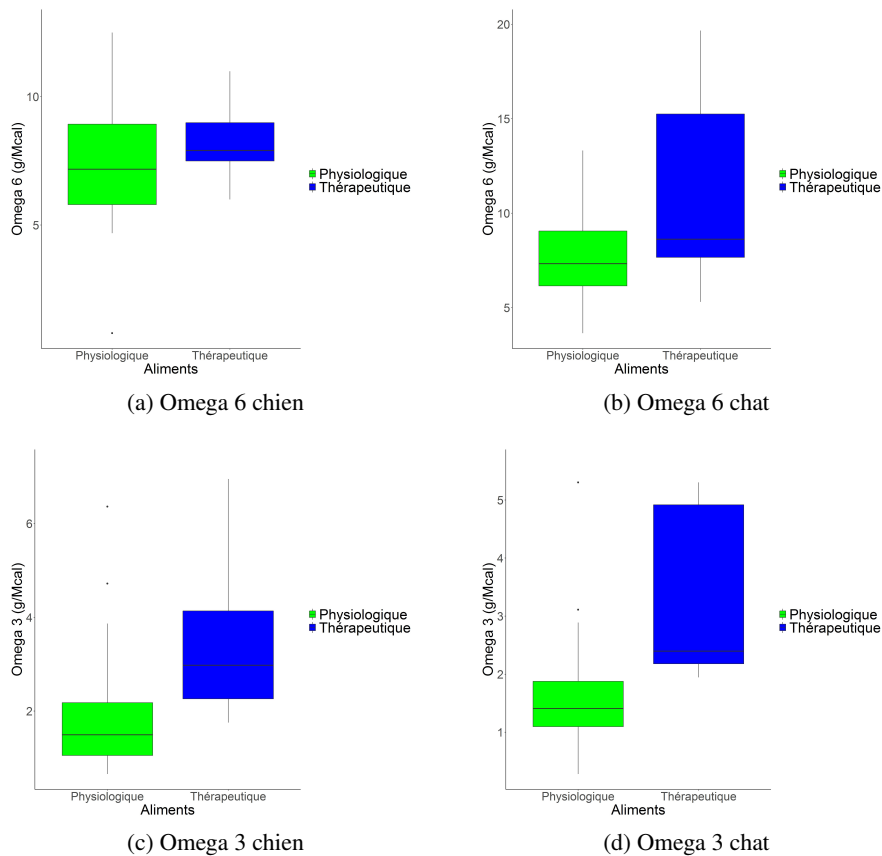 Omega 6 (g/Mcal)
10
5
Physiologique
Thérapeutique
Physiologique Thérapeutique
Aliments
(a) Omega 6 chien
Omega 6 (g/Mcal)
20
15
10
5
Physiologique
Thérapeutique
Physiologique Thérapeutique
Aliments
(b) Omega 6 chat
Omega 3 (g/Mcal)
6
4
2
Physiologique
Thérapeutique
Physiologique Thérapeutique
Aliments
(c) Omega 3 chien
Omega 3 (g/Mcal)
5
4
3
2
1
Physiologique
Thérapeutique
Physiologique Thérapeutique
Aliments
(d) Omega 3 chat